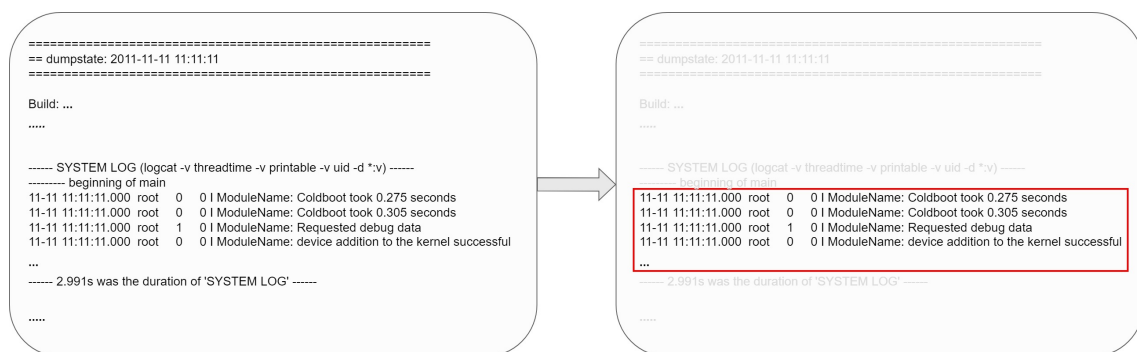 ========================================================
== dumpstate: 2011-11-11 11:11:11
========================================================
Build: ...
.....
------ SYSTEM LOG (logcat -v threadtime -v printable -v uid -d *:v) ------
--------- beginning of main
11-11 11:11:11.000 root 0 0 I ModuleName: Coldboot took 0.275 seconds
11-11 11:11:11.000 root 0 0 I ModuleName: Coldboot took 0.305 seconds
11-11 11:11:11.000 root 1 0 I ModuleName: Requested debug data
11-11 11:11:11.000 root 0 0 I ModuleName: device addition to the kernel successful
...
------ 2.991s was the duration of 'SYSTEM LOG' ------
.....
========================================================
== dumpstate: 2011-11-11 11:11:11
========================================================
Build: ...
.....
------ SYSTEM LOG (logcat -v threadtime -v printable -v uid -d *:v) ------
--------- beginning of main
11-11 11:11:11.000 root 0 0 I ModuleName: Coldboot took 0.275 seconds
11-11 11:11:11.000 root 0 0 I ModuleName: Coldboot took 0.305 seconds
11-11 11:11:11.000 root 1 0 I ModuleName: Requested debug data
11-11 11:11:11.000 root 0 0 I ModuleName: device addition to the kernel successful
...
------ 2.991s was the duration of 'SYSTEM LOG' ------
.....